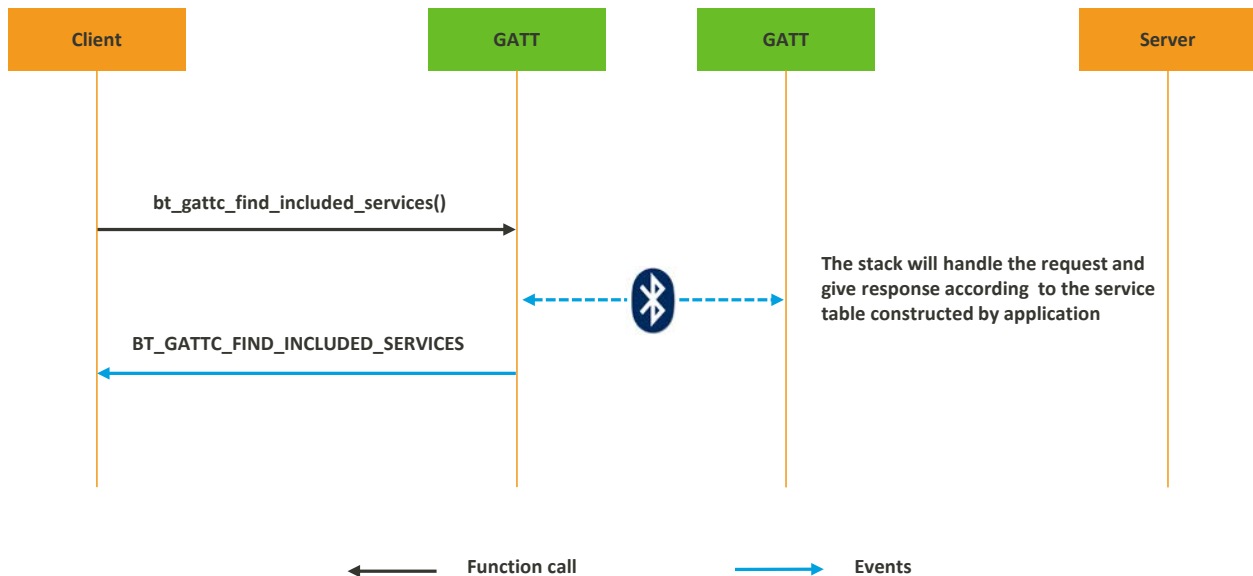 Client
GATT
GATT
Server
bt_gattc_find_included_services()
The stack will handle the request and
give response according to the service
table constructed by application
BT_GATTC_FIND_INCLUDED_SERVICES
Function call
Events